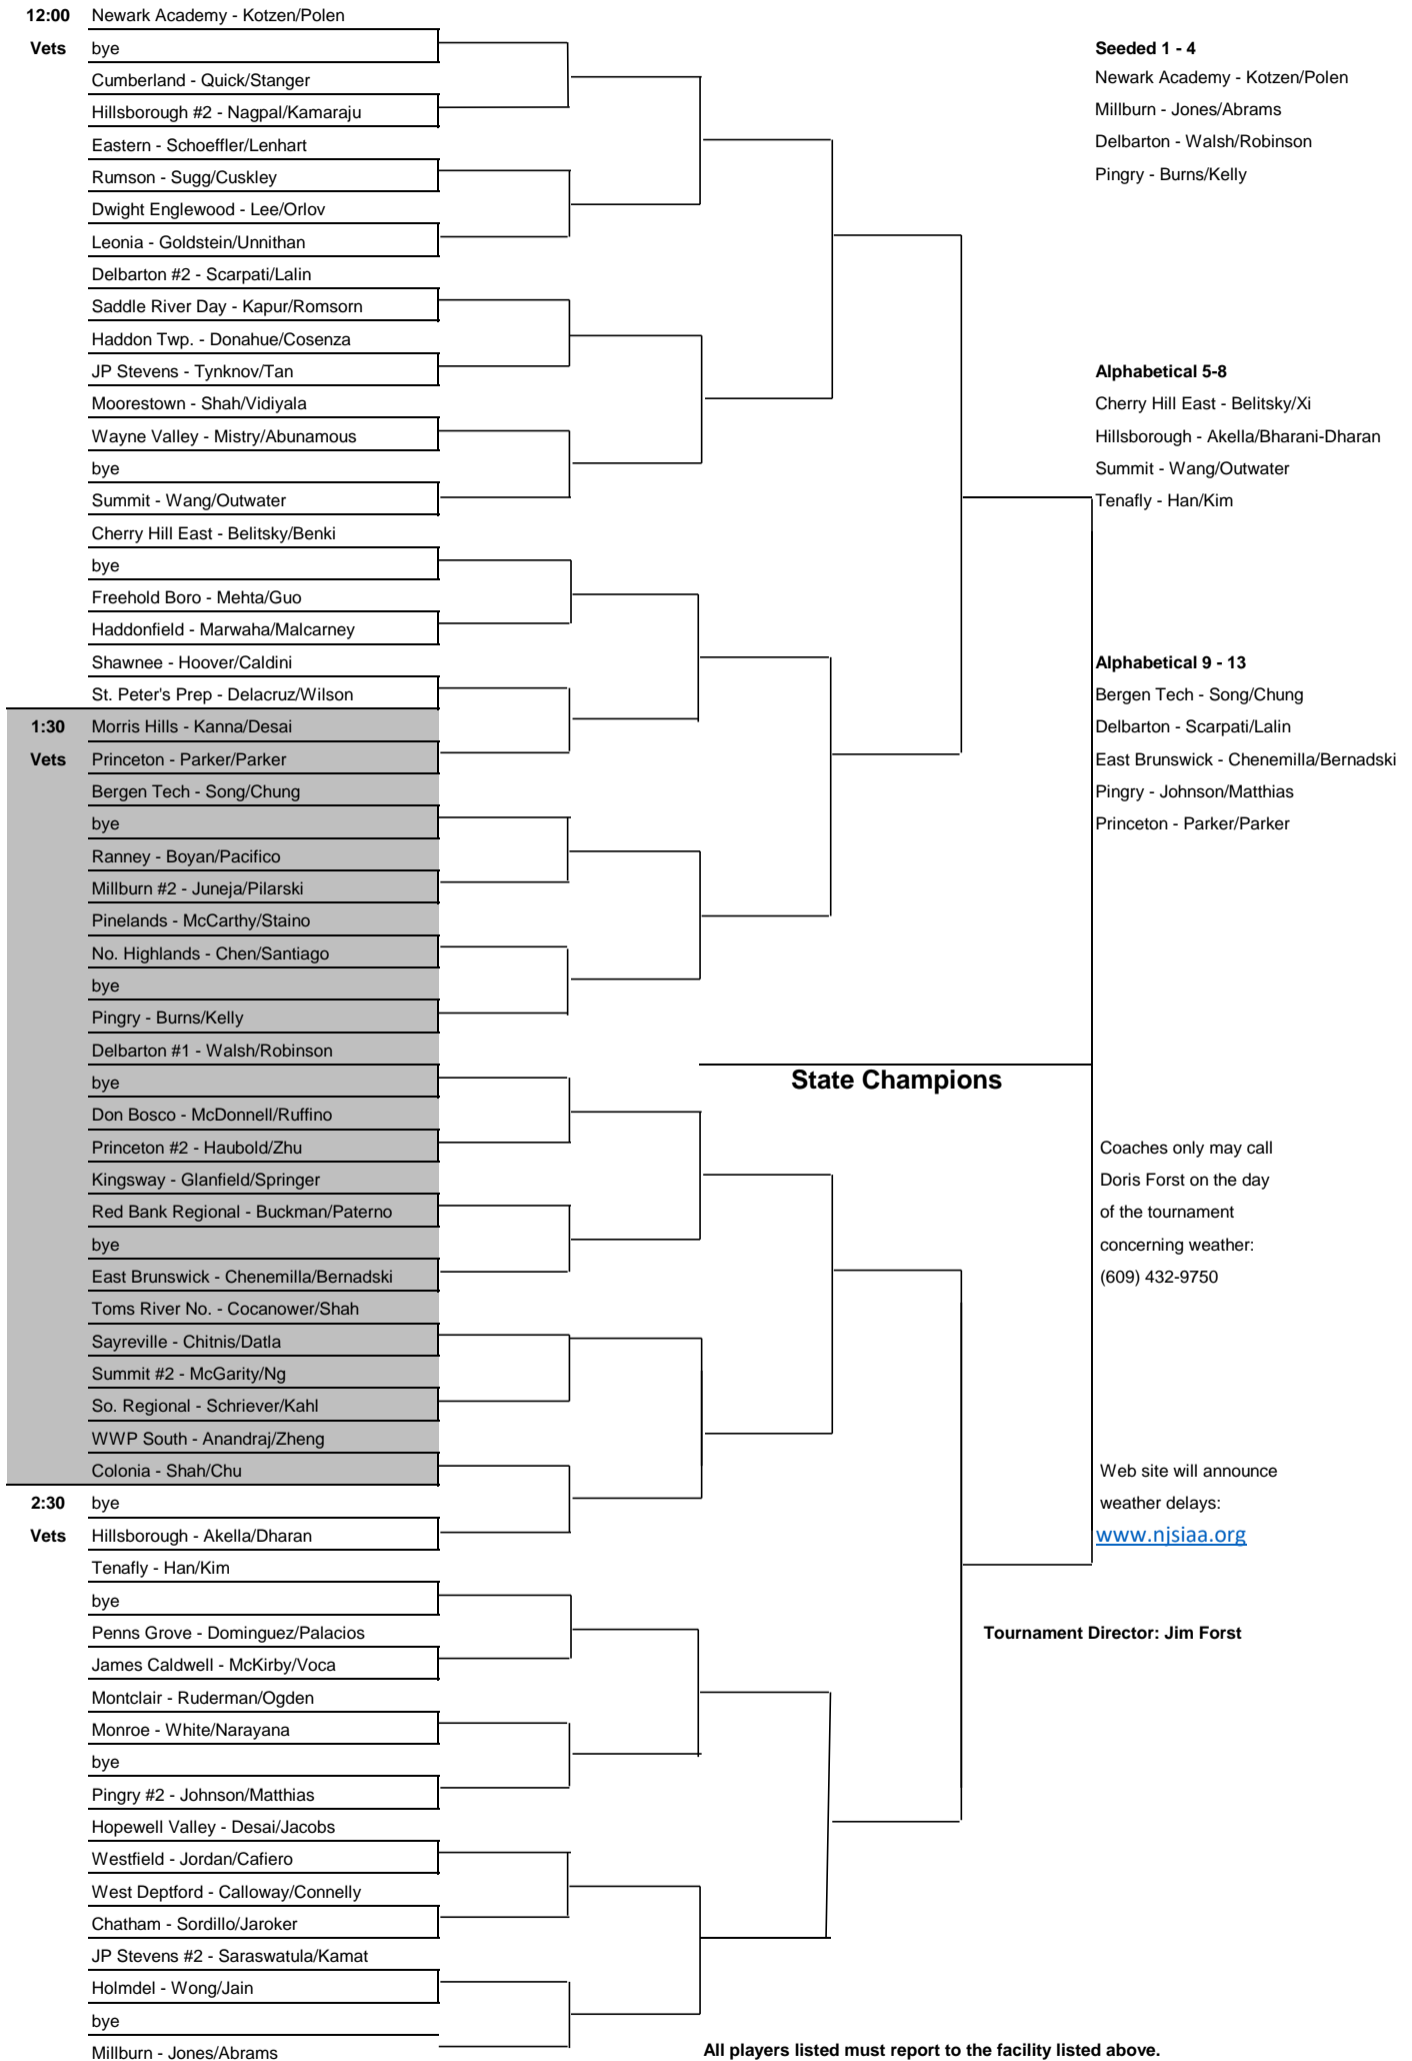 12:00 Newark Academy - Kotzen/Polen
Vets bye
Cumberland - Quick/Stanger
Hillsborough #2 - Nagpal/Kamaraju
Eastern - Schoeffler/Lenhart
Rumson - Sugg/Cuskley
Dwight Englewood - Lee/Orlov
Leonia - Goldstein/Unnithan
Delbarton #2 - Scarpati/Lalin
Saddle River Day - Kapur/Romsorn
Haddon Twp. - Donahue/Cosenza
JP Stevens - Tynknov/Tan
Moorestown - Shah/Vidiyala
Wayne Valley - Mistry/Abunamous
bye
Summit - Wang/Outwater
Cherry Hill East - Belitsky/Benki
bye
Freehold Boro - Mehta/Guo
Haddonfield - Marwaha/Malcarney
Shawnee - Hoover/Caldini
St. Peter's Prep - Delacruz/Wilson
1:30 Morris Hills - Kanna/Desai
Vets Princeton - Parker/Parker
Bergen Tech - Song/Chung
bye
Ranney - Boyan/Pacifico
Millburn #2 - Juneja/Pilarski
Pinelands - McCarthy/Staino
No. Highlands - Chen/Santiago
bye
Pingry - Burns/Kelly
Delbarton #1 - Walsh/Robinson
bye
Don Bosco - McDonnell/Ruffino
Princeton #2 - Haubold/Zhu
Kingsway - Glanfield/Springer
Red Bank Regional - Buckman/Paterno
bye
East Brunswick - Chenemilla/Bernadski
Toms River No. - Cocanower/Shah
Sayreville - Chitnis/Datla
Summit #2 - McGarity/Ng
So. Regional - Schriever/Kahl
WWP South - Anandraj/Zheng
Colonia - Shah/Chu
2:30 bye
Vets Hillsborough - Akella/Dharan
Tenafly - Han/Kim
bye
Penns Grove - Dominguez/Palacios
James Caldwell - McKirby/Voca
Montclair - Ruderman/Ogden
Monroe - White/Narayana
bye
Pingry #2 - Johnson/Matthias
Hopewell Valley - Desai/Jacobs
Westfield - Jordan/Cafiero
West Deptford - Calloway/Connelly
Chatham - Sordillo/Jaroker
JP Stevens #2 - Saraswatula/Kamat
Holmdel - Wong/Jain
bye
Millburn - Jones/Abrams
Seeded 1 - 4
Newark Academy - Kotzen/Polen
Millburn - Jones/Abrams
Delbarton - Walsh/Robinson
Pingry - Burns/Kelly
Alphabetical 5-8
Cherry Hill East - Belitsky/Xi
Hillsborough - Akella/Bharani-Dharan
Summit - Wang/Outwater
Tenafly - Han/Kim
Alphabetical 9 - 13
Bergen Tech - Song/Chung
Delbarton - Scarpati/Lalin
East Brunswick - Chenemilla/Bernadski
Pingry - Johnson/Matthias
Princeton - Parker/Parker
State Champions
Coaches only may call
Doris Forst on the day
of the tournament
concerning weather:
(609) 432-9750
Web site will announce
weather delays:
www.njsiaa.org
Tournament Director: Jim Forst
All players listed must report to the facility listed above.